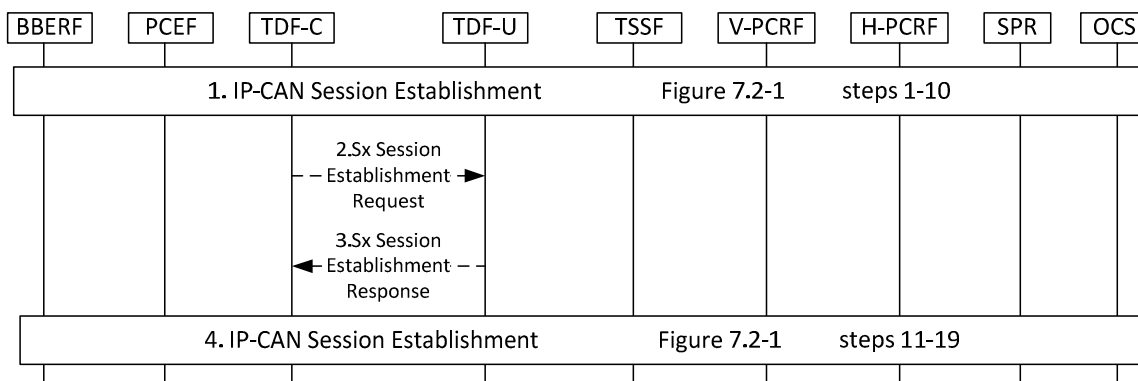 BBERF PCEF TDF-C TDF-U TSSF V-PCRF H-PCRF SPR OCS
1. IP-CAN Session Establishment Figure 7.2-1 steps 1-10
2.Sx Session
Establishment
Request
3.Sx Session
Establishment
Response
4. IP-CAN Session Establishment Figure 7.2-1 steps 11-19